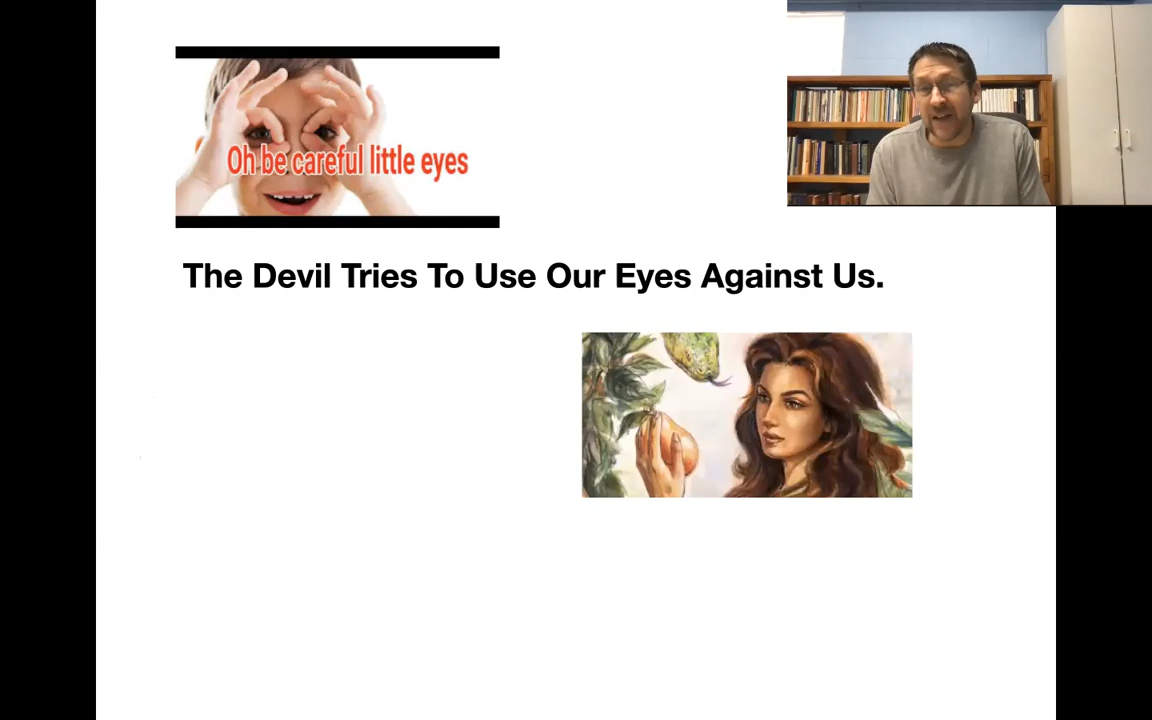 Oh be careful little eyes
The Devil Tries To Use Our Eyes Against Us.